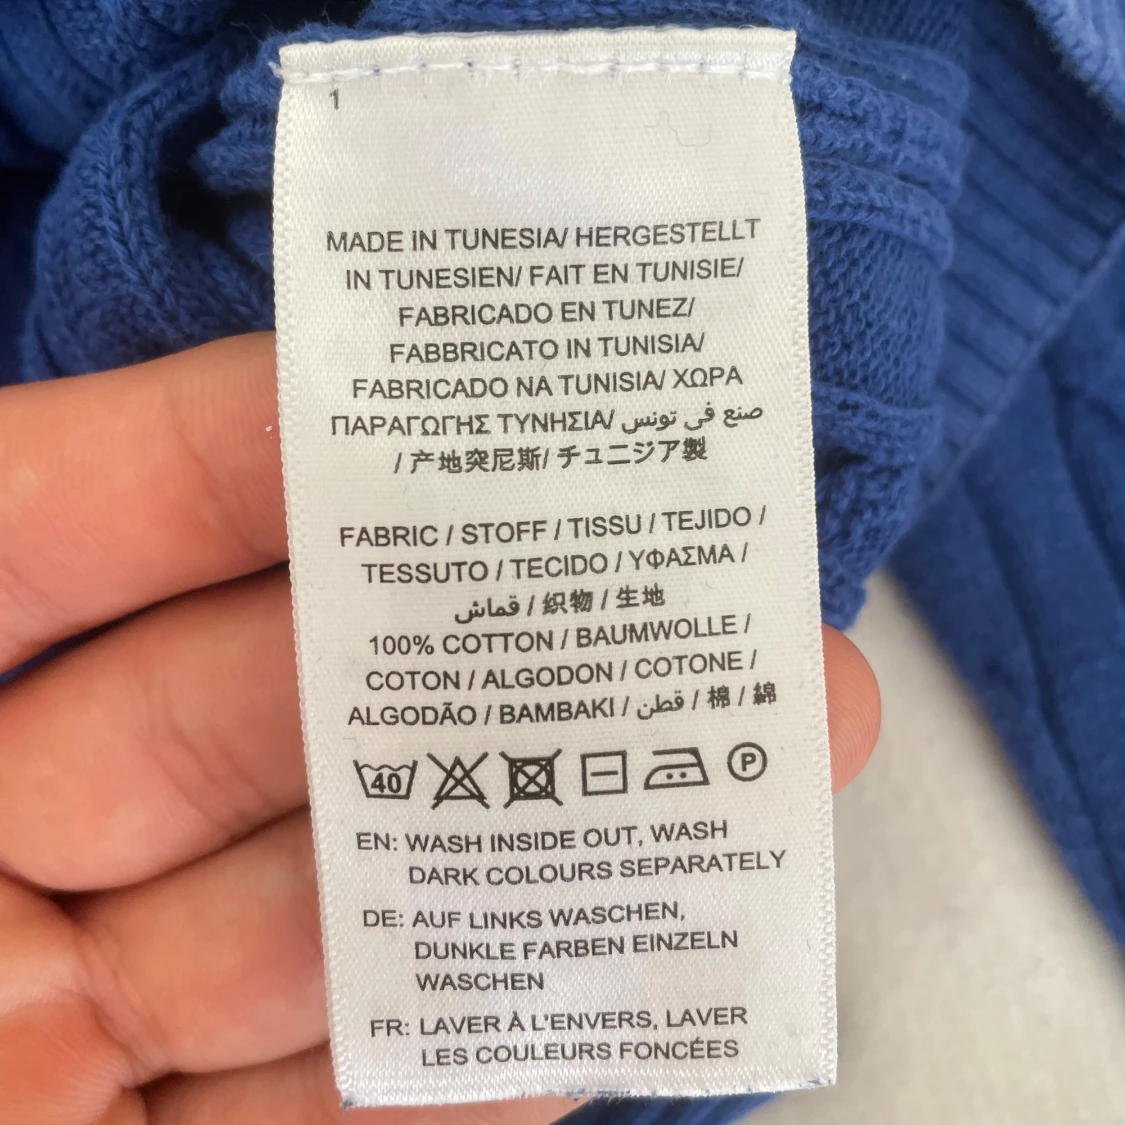 1
MADE IN TUNESIA/ HERGESTELLT
IN TUNESIEN/ FAIT EN TUNISIE/
FABRICADO EN TUNEZ/
FABBRICATO IN TUNISIA/
FABRICADO NA TUNISIA/ ΧΩΡΑ
ΠΑΡΑΓΩΓΗΣ ΤΥΝΗΣΙΑ/ صنع في تونس
/ 产地突尼斯/ チュニジア製
FABRIC / STOFF / TISSU / TEJIDO /
TESSUTO / TECIDO / ΥΦΑΣΜΑ /
قماش / 织物 / 生地
100% COTTON / BAUMWOLLE /
COTON / ALGODON / COTONE /
ALGODÃO / BAMBAKI / قطن / 棉 / 綿
40 P
EN: WASH INSIDE OUT, WASH
DARK COLOURS SEPARATELY
DE: AUF LINKS WASCHEN,
DUNKLE FARBEN EINZELN
WASCHEN
FR: LAVER À L'ENVERS, LAVER
LES COULEURS FONCÉES